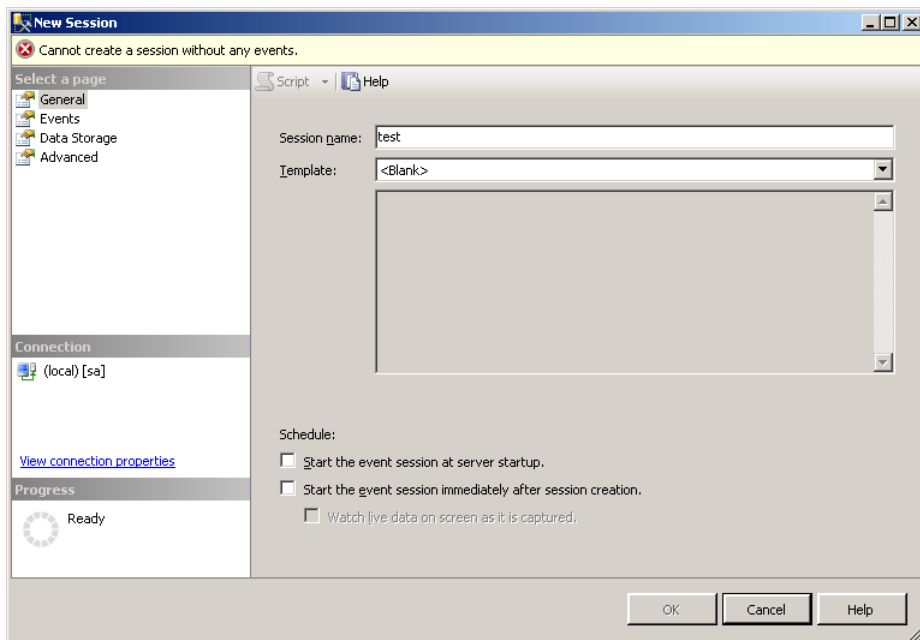 New Session
Cannot create a session without any events.
Select a page
General
Events
Data Storage
Advanced
Script
Help
Session name: test
Template: <Blank>
Connection
(local) [sa]
View connection properties
Progress
Ready
Schedule:
Start the event session at server startup.
Start the event session immediately after session creation.
Watch live data on screen as it is captured.
OK
Cancel
Help